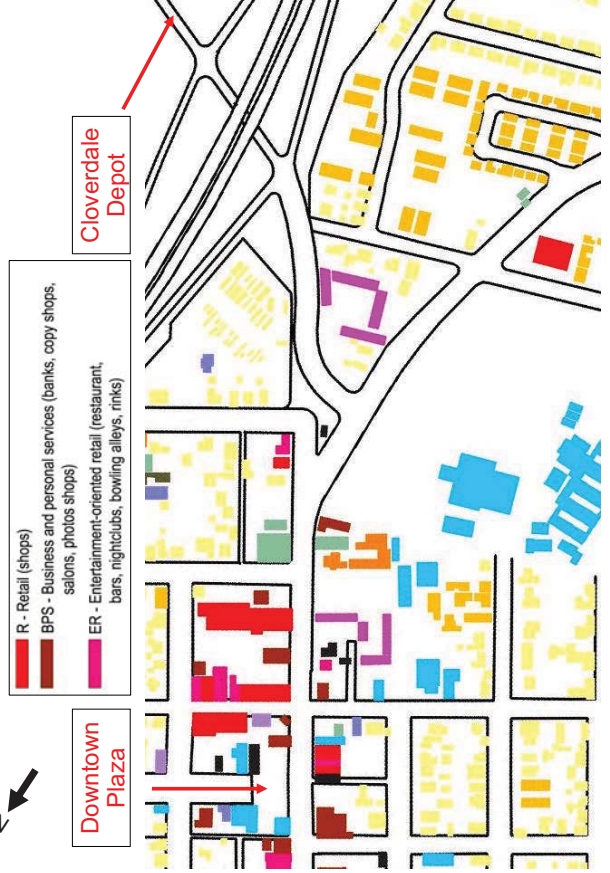 Cloverdale
Depot
R - Retail (shops)
BPS - Business and personal services (banks, copy shops,
salons, photos shops)
ER - Entertainment-oriented retail (restaurant,
bars, nightclubs, bowling alleys, rinks)
Downtown
Plaza
N